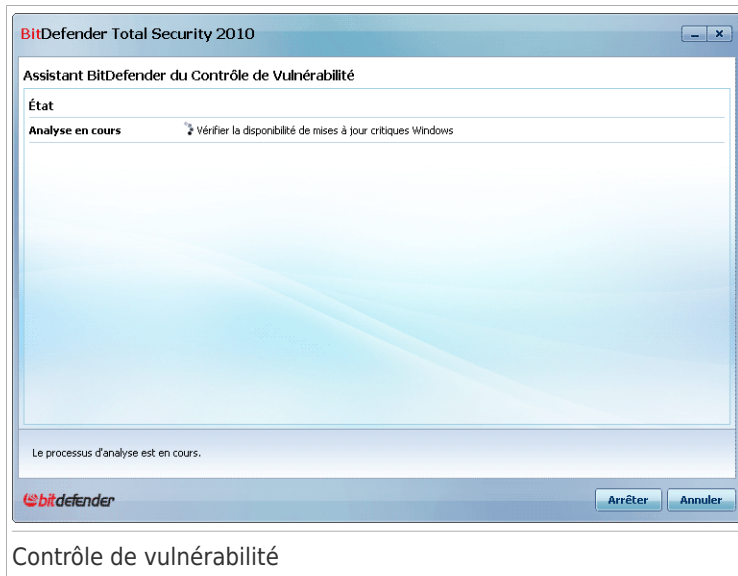 BitDefender Total Security 2010
Assistant BitDefender du Contrôle de Vulnérabilité
État
Analyse en cours Vérifier la disponibilité de mises à jour critiques Windows
Le processus d'analyse est en cours.
bitdefender
Arrêter Annuler
Contrôle de vulnérabilité